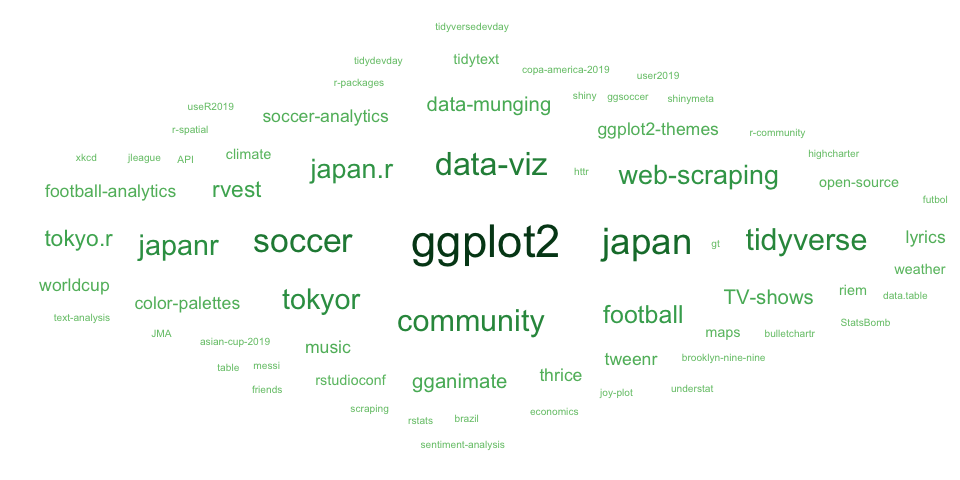 tidyversedevday
tidydevday
tidytext
copa-america-2019
user2019
r-packages
useR2019
soccer-analytics
data-munging
shiny
ggsoccer
shinymeta
r-spatial
ggplot2-themes
r-community
xkcd
jleague
API
climate
japan.r
data-viz
httr
web-scraping
highcharter
open-source
football-analytics
rvest
futbol
tokyo.r
japanr
soccer
ggplot2
japan
gt
tidyverse
lyrics
worldcup
color-palettes
tokyor
community
football
TV-shows
riem
weather
data.table
text-analysis
JMA
asian-cup-2019
music
maps
bulletchartr
StatsBomb
table
messi
friends
rstudioconf
gganimate
thrice
tweenr
brooklyn-nine-nine
joy-plot
understat
scraping
rstats
brazil
economics
sentiment-analysis